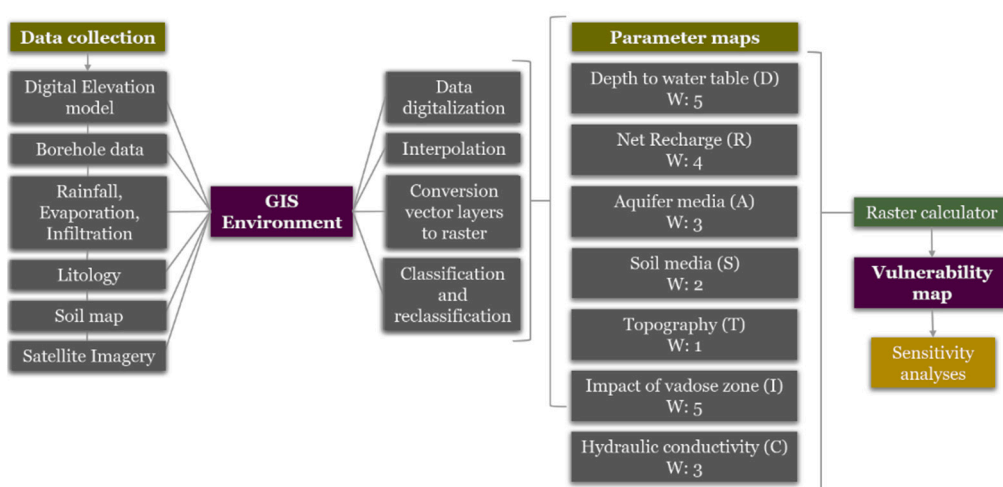 Data collection
Digital Elevation
model
Borehole data
Rainfall,
Evaporation,
Infiltration
Litology
Soil map
Satellite Imagery
GIS
Environment
Data
digitalization
Interpolation
Conversion
vector layers
to raster
Classification
and
reclassification
Parameter maps
Depth to water table (D)
W: 5
Net Recharge (R)
W: 4
Aquifer media (A)
W: 3
Soil media (S)
W: 2
Topography (T)
W: 1
Impact of vadose zone (I)
W: 5
Hydraulic conductivity (C)
W: 3
Raster calculator
Vulnerability
map
Sensitivity
analyses